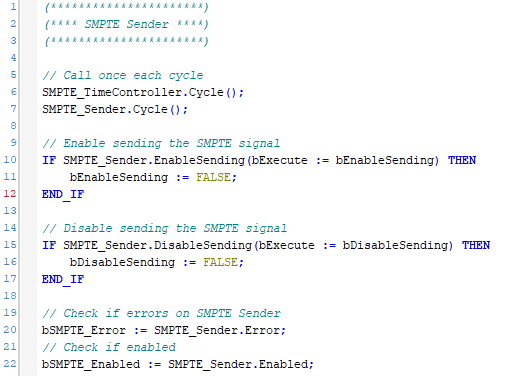 1 (**********************)
2 (**** SMPTE Sender ****)
3 (**********************)
4
5 // Call once each cycle
6 SMPTE_TimeController.Cycle();
7 SMPTE_Sender.Cycle();
8
9 // Enable sending the SMPTE signal
10 IF SMPTE_Sender.EnableSending(bExecute := bEnableSending) THEN
11     bEnableSending := FALSE;
12 END_IF
13
14 // Disable sending the SMPTE signal
15 IF SMPTE_Sender.DisableSending(bExecute := bDisableSending) THEN
16     bDisableSending := FALSE;
17 END_IF
18
19 // Check if errors on SMPTE Sender
20 bSMPTE_Error := SMPTE_Sender.Error;
21 // Check if enabled
22 bSMPTE_Enabled := SMPTE_Sender.Enabled;